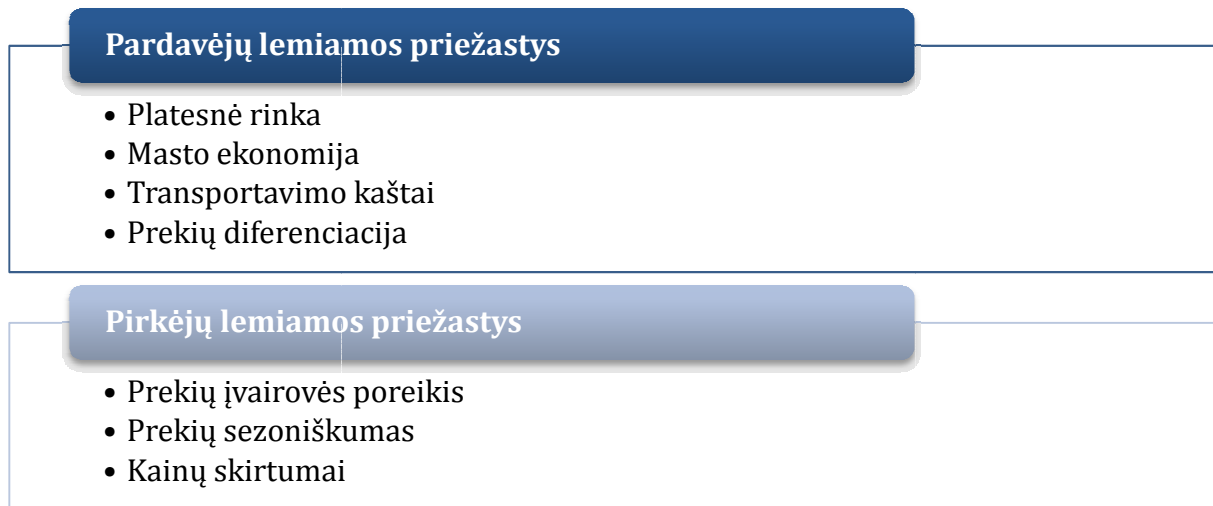 Pardavėjų lemiamos priežastys
• Platesnė rinka
• Masto ekonomija
• Transportavimo kaštai
• Prekių diferenciacija
Pirkėjų lemiamos priežastys
• Prekių įvairovės poreikis
• Prekių sezoniškumas
• Kainų skirtumai